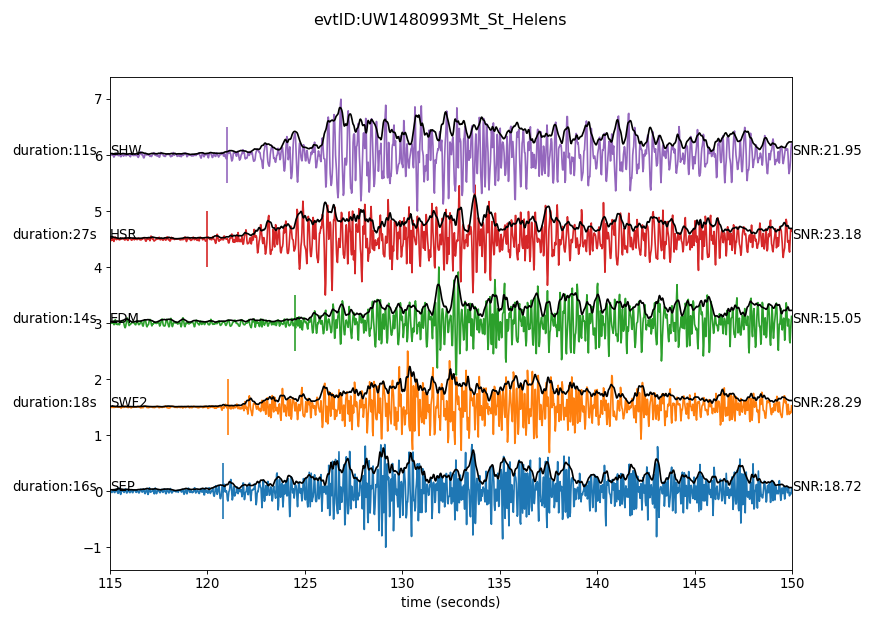 evtID:UW1480993Mt_St_Helens
7
duration:11s SHW SNR:21.95
6
5
duration:27s HSR SNR:23.18
4
duration:14s EDM SNR:15.05
3
2
duration:18s SWF2 SNR:28.29
1
duration:16s SEP SNR:18.72
0
−1
115 120 125 130 135 140 145 150
time (seconds)